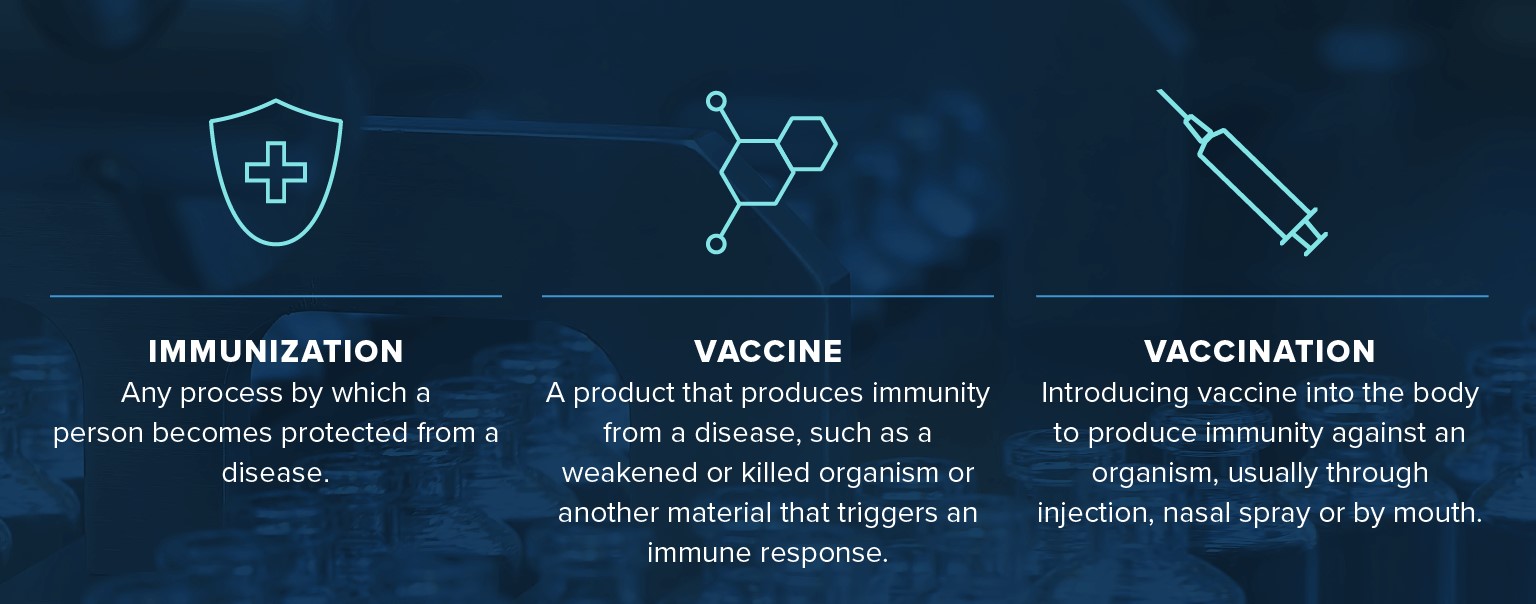 IMMUNIZATION
Any process by which a
person becomes protected from a
disease.
VACCINE
A product that produces immunity
from a disease, such as a
weakened or killed organism or
another material that triggers an
immune response.
VACCINATION
Introducing vaccine into the body
to produce immunity against an
organism, usually through
injection, nasal spray or by mouth.